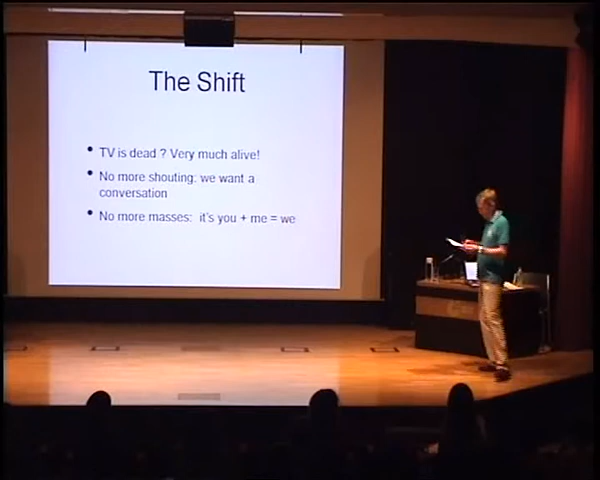 The Shift
• TV is dead ? Very much alive!
• No more shouting: we want a
conversation
• No more masses:  it's you + me = we